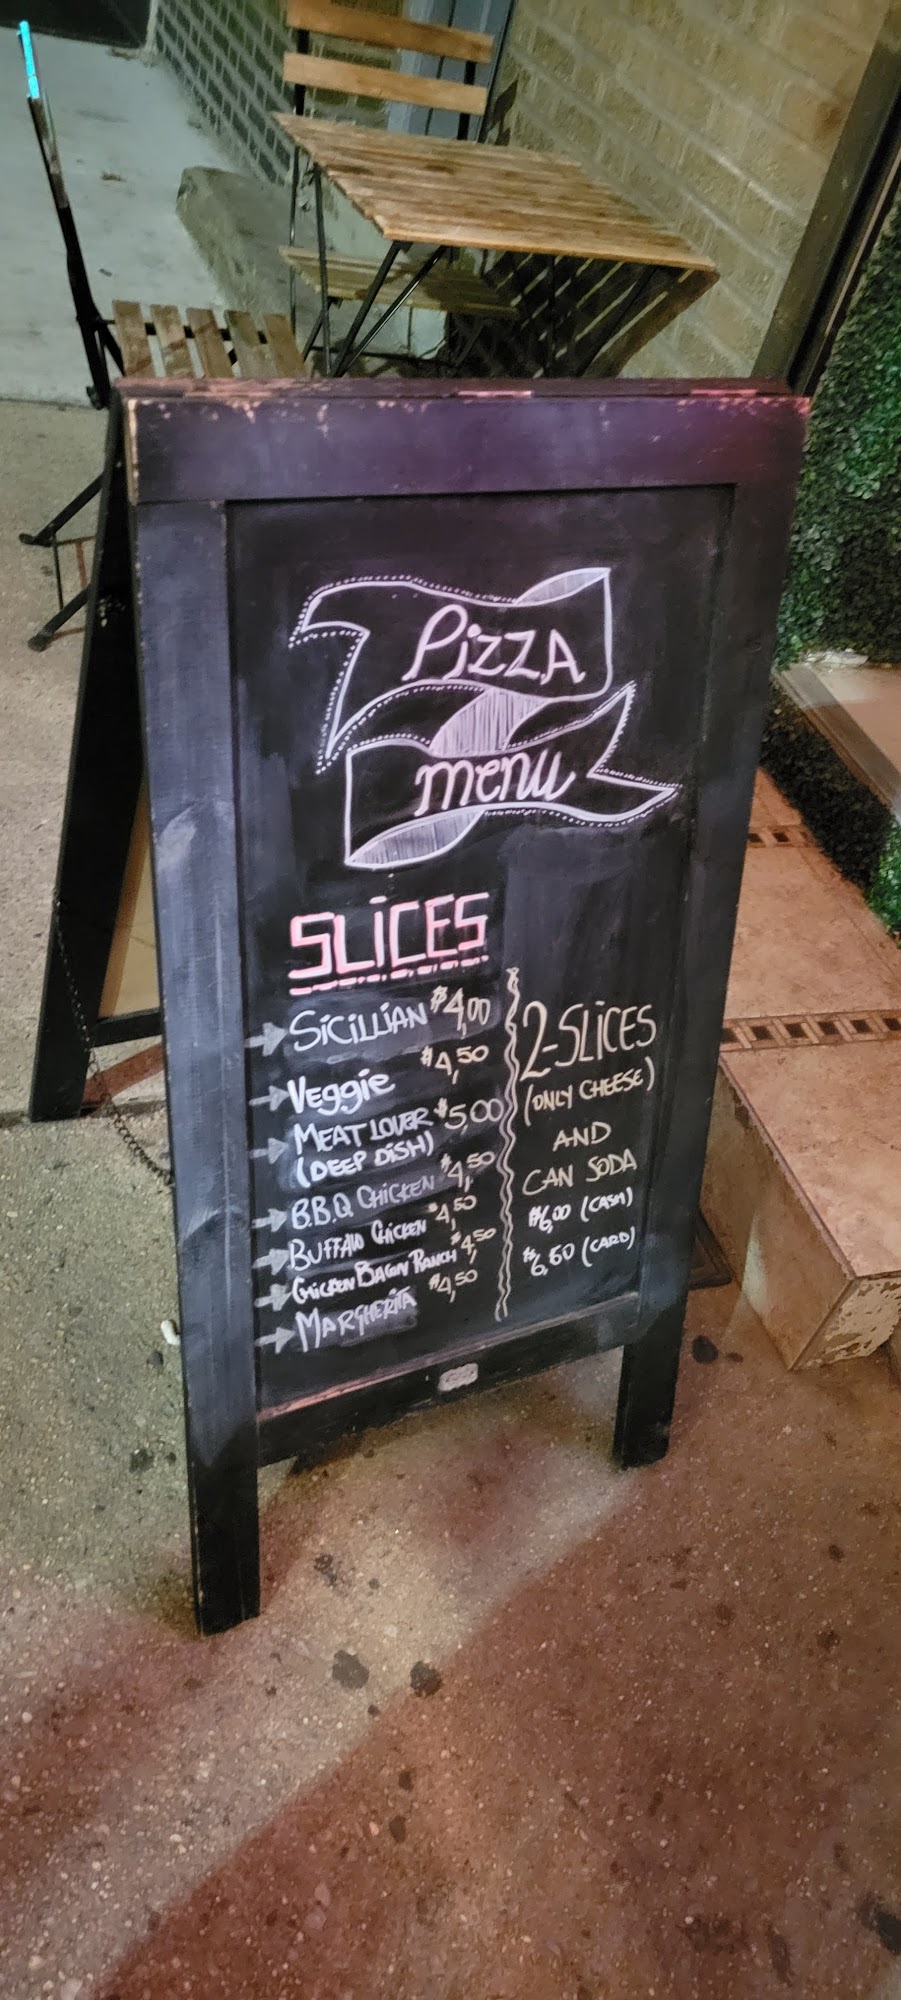 Pizza
menu
SLICES
SICILLIAN $4,00
Veggie $4,50
MEAT LOVER $5,00
(DEEP DISH)
B.B.Q CHICKEN $4,50
BUFFALO CHICKEN $4,50
CHICKEN BACON RANCH $4,50
MARGHERITA $4,50
2-SLICES
(ONLY CHEESE)
AND
CAN SODA
$6,00 (CASH)
$6,60 (CARD)